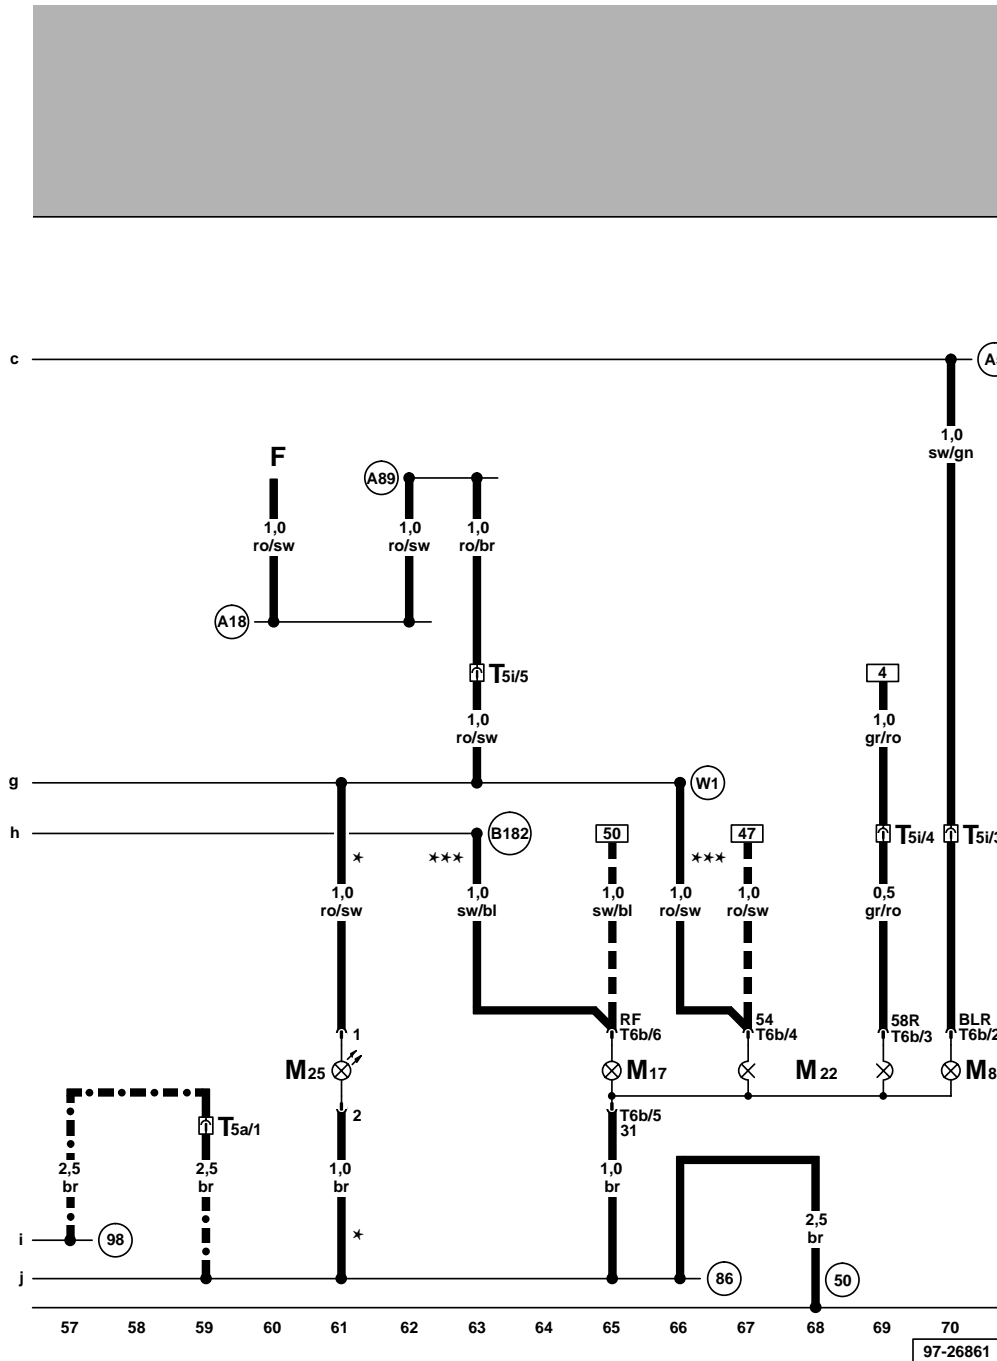 c
A
1,0
sw/gn
F
A89
1,0
ro/sw
1,0
ro/sw
1,0
ro/br
A18
T5i/5
4
1,0
ro/sw
1,0
gr/ro
g
W1
h
B182
50
47
T5i/4
T5i/3
★
★★★
★★★
1,0
ro/sw
1,0
sw/bl
1,0
sw/bl
1,0
ro/sw
1,0
ro/sw
0,5
gr/ro
1
RF
T6b/6
54
T6b/4
58R
T6b/3
BLR
T6b/2
M25
M17
M22
M8
2
T6b/5
31
T5a/1
2,5
br
2,5
br
1,0
br
1,0
br
2,5
br
★
i
98
j
86
50
57 58 59 60 61 62 63 64 65 66 67 68 69 70
97-26861